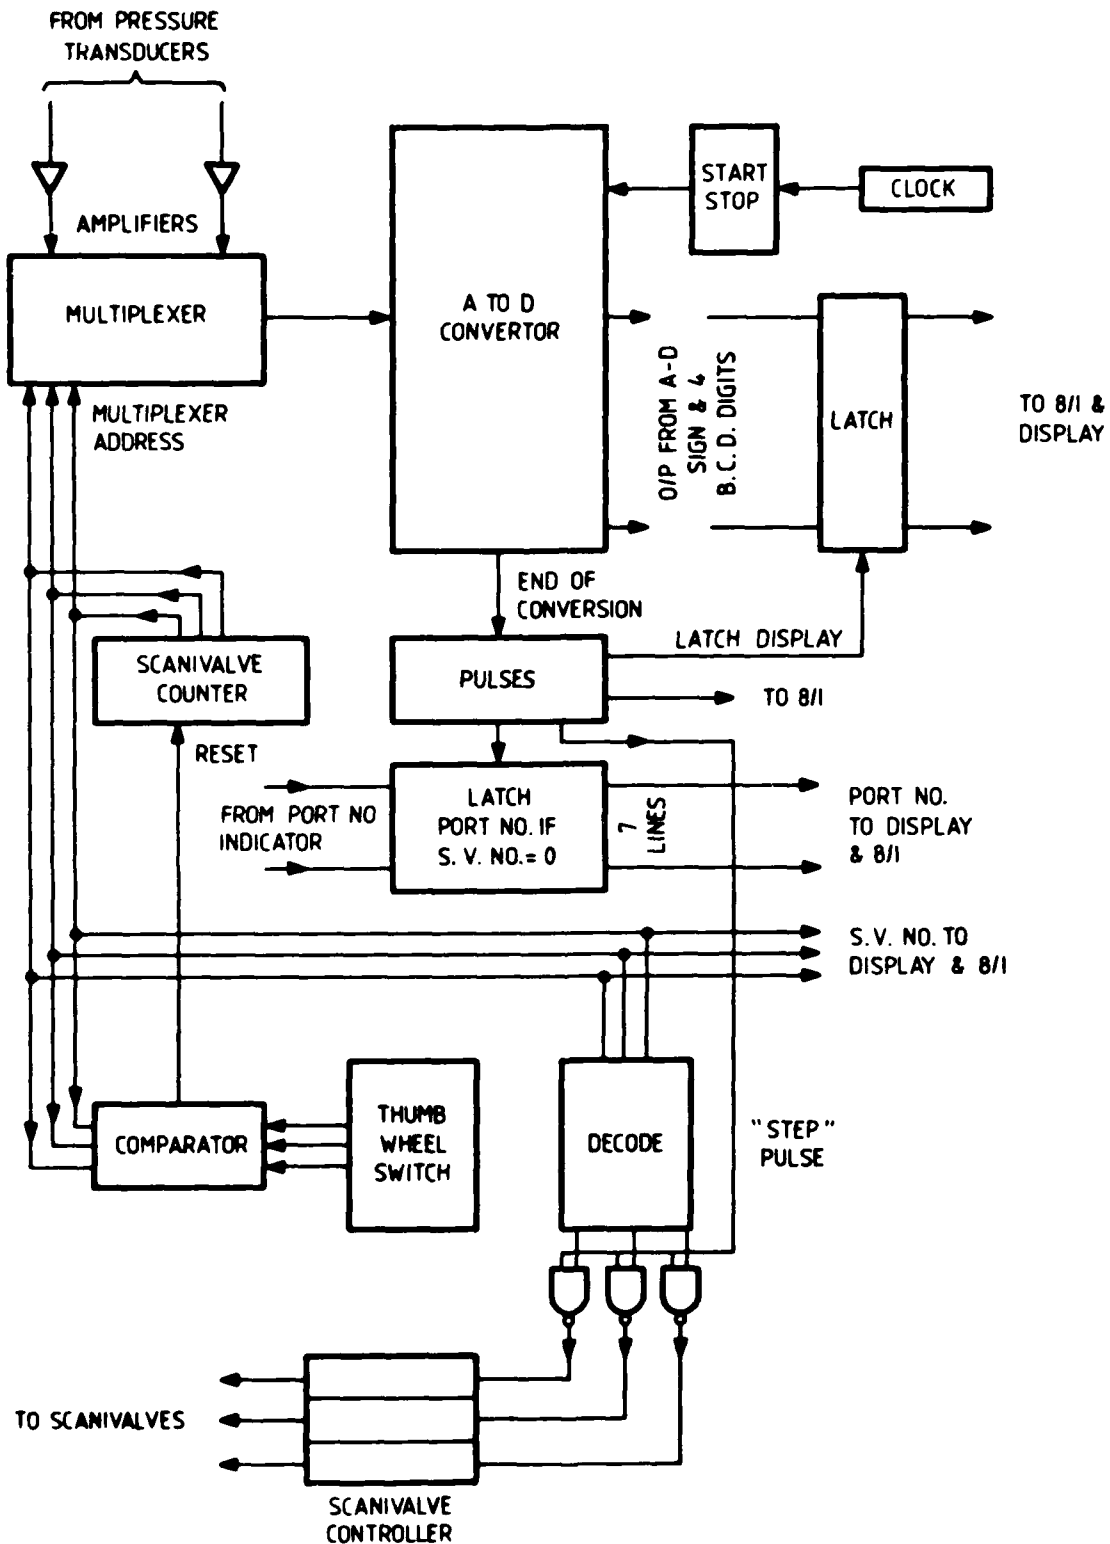 FROM PRESSURE
TRANSDUCERS
AMPLIFIERS
MULTIPLEXER
MULTIPLEXER
ADDRESS
A TO D
CONVERTOR
START
STOP
CLOCK
O/P FROM A-D
SIGN & 4
B.C.D. DIGITS
LATCH
TO 8/I &
DISPLAY
END OF
CONVERSION
LATCH DISPLAY
PULSES
TO 8/I
SCANIVALVE
COUNTER
RESET
FROM PORT NO
INDICATOR
LATCH
PORT NO. IF
S. V. NO. = 0
7
LINES
PORT NO.
TO DISPLAY
& 8/I
S.V. NO. TO
DISPLAY & 8/I
COMPARATOR
THUMB
WHEEL
SWITCH
DECODE
"STEP"
PULSE
TO SCANIVALVES
SCANIVALVE
CONTROLLER